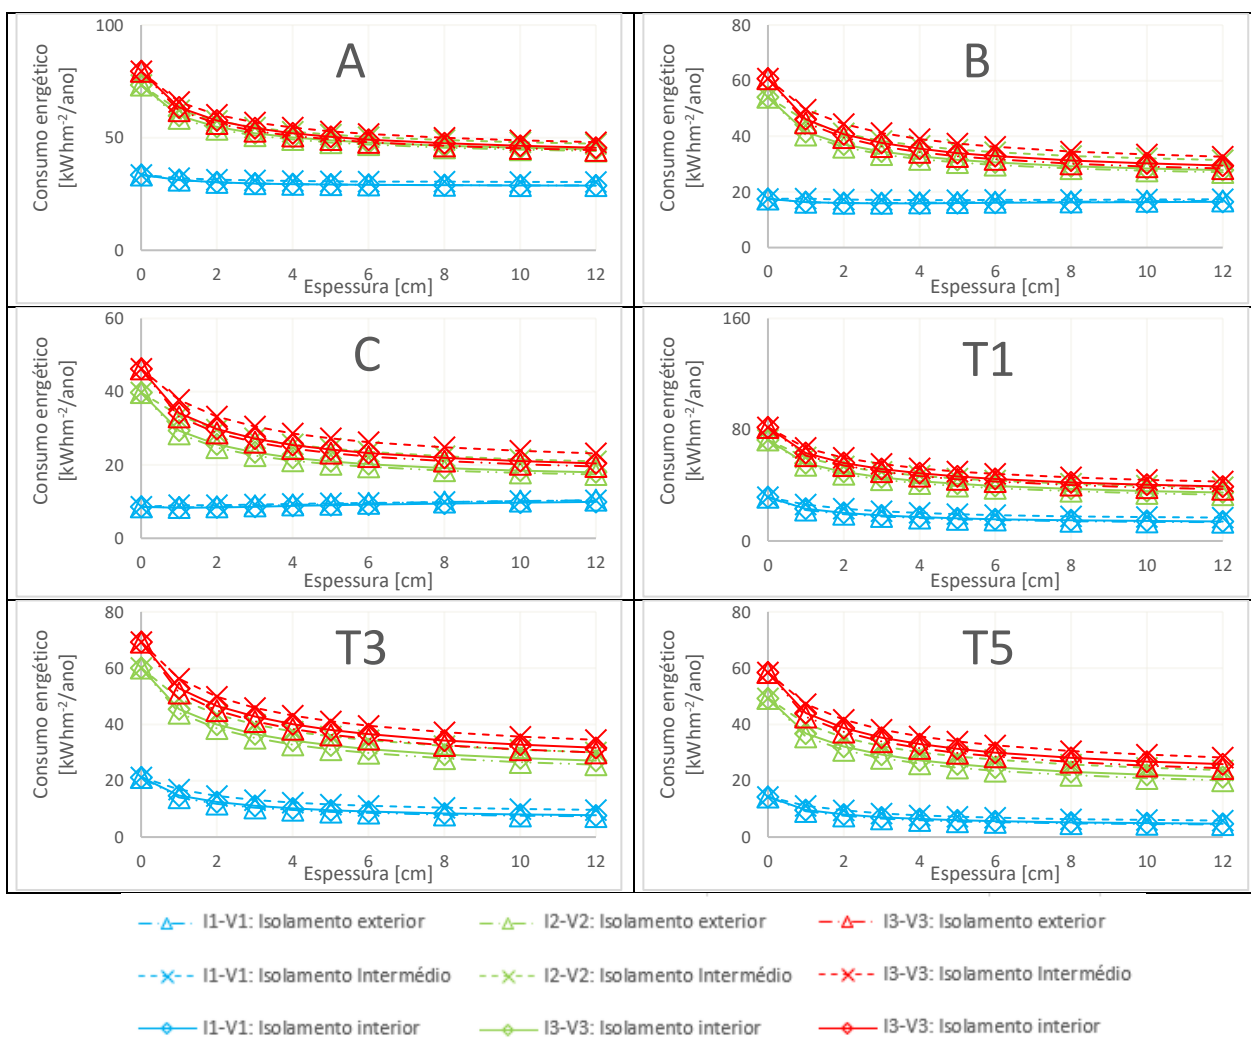 A
Consumo enrgético
[kWhm⁻²/ano]
100
50
0
0 2 4 6 8 10 12
Espessura [cm]
B
Consumo enrgético
[kWhm⁻²/ano]
80
60
40
20
0
0 2 4 6 8 10 12
Espessura [cm]
C
Consumo enrgético
[kWhm⁻²/ano]
60
40
20
0
0 2 4 6 8 10 12
Espessura [cm]
T1
Consumo enrgético
[kWhm⁻²/ano]
160
80
0
0 2 4 6 8 10 12
Espessura [cm]
T3
Consumo enrgético
[kWhm⁻²/ano]
80
60
40
20
0
0 2 4 6 8 10 12
Espessura [cm]
T5
Consumo enrgético
[kWhm⁻²/ano]
80
60
40
20
0
0 2 4 6 8 10 12
Espessura [cm]
I1-V1: Isolamento exterior I2-V2: Isolamento exterior I3-V3: Isolamento exterior
I1-V1: Isolamento Intermédio I2-V2: Isolamento Intermédio I3-V3: Isolamento Intermédio
I1-V1: Isolamento interior I3-V3: Isolamento interior I3-V3: Isolamento interior